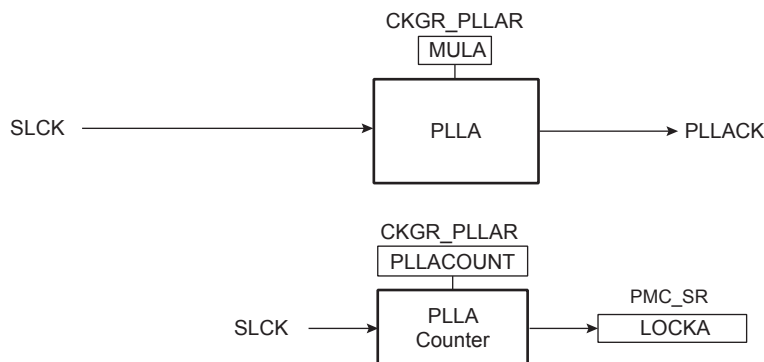 CKGR_PLLAR
MULA
SLCK
PLLA
PLLACK
CKGR_PLLAR
PLLACOUNT
PMC_SR
SLCK
PLLA
Counter
LOCKA